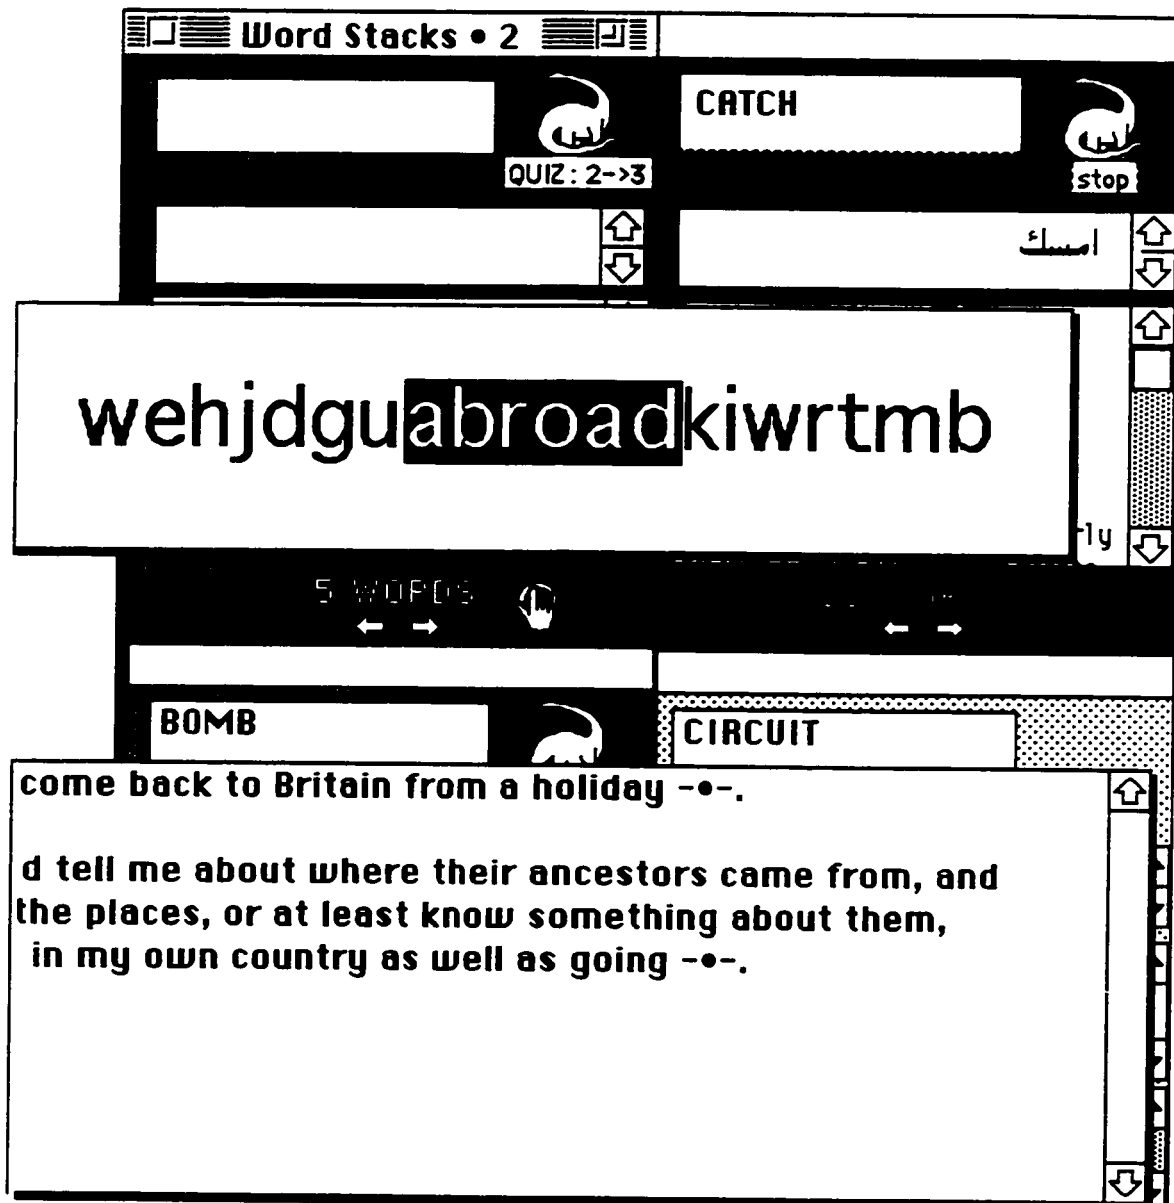 Word Stacks • 2
CATCH
QUIZ: 2->3
stop
امسك
wehjdguabroadkiwrtmb
rly
5 WORDS
BOMB
CIRCUIT
come back to Britain from a holiday -•-.
d tell me about where their ancestors came from, and
the places, or at least know something about them,
in my own country as well as going -•-.